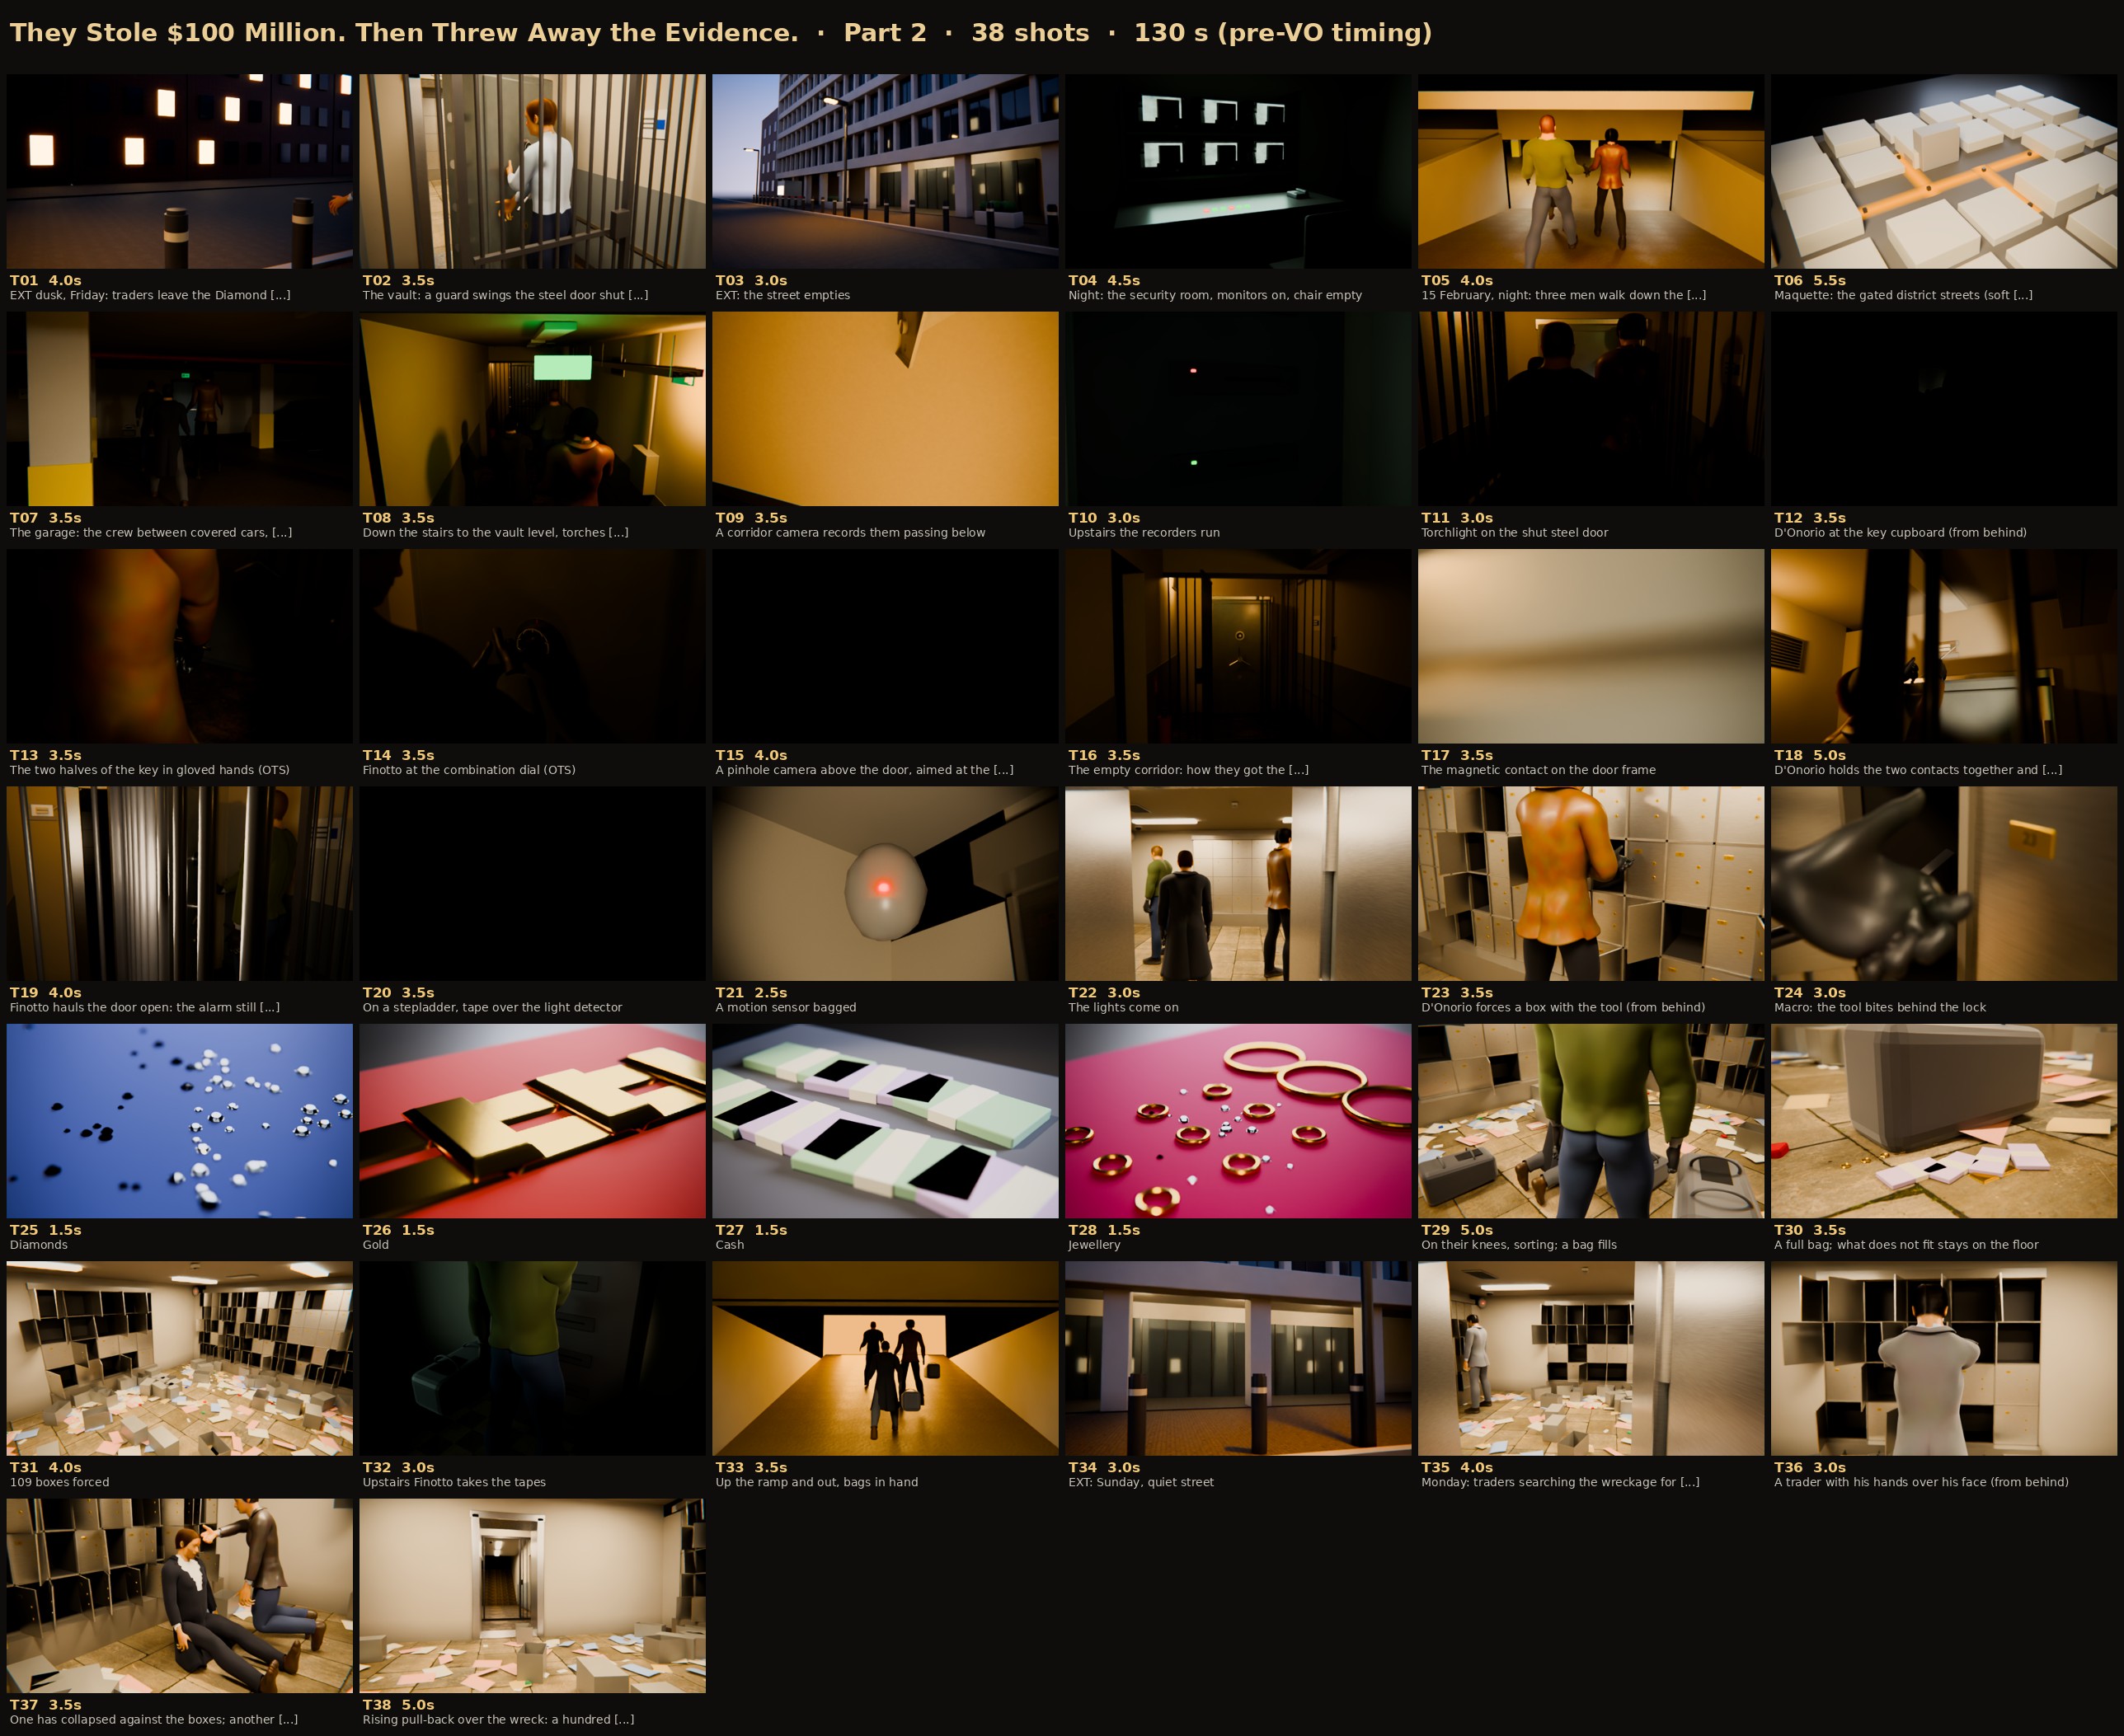 They Stole $100 Million. Then Threw Away the Evidence. · Part 2 · 38 shots · 130 s (pre-VO timing)
T01 4.0s
EXT dusk, Friday: traders leave the Diamond [...]
T02 3.5s
The vault: a guard swings the steel door shut [...]
T03 3.0s
EXT: the street empties
T04 4.5s
Night: the security room, monitors on, chair empty
T05 4.0s
15 February, night: three men walk down the [...]
T06 5.5s
Maquette: the gated district streets (soft [...]
T07 3.5s
The garage: the crew between covered cars, [...]
T08 3.5s
Down the stairs to the vault level, torches [...]
T09 3.5s
A corridor camera records them passing below
T10 3.0s
Upstairs the recorders run
T11 3.0s
Torchlight on the shut steel door
T12 3.5s
D'Onorio at the key cupboard (from behind)
T13 3.5s
The two halves of the key in gloved hands (OTS)
T14 3.5s
Finotto at the combination dial (OTS)
T15 4.0s
A pinhole camera above the door, aimed at the [...]
T16 3.5s
The empty corridor: how they got the [...]
T17 3.5s
The magnetic contact on the door frame
T18 5.0s
D'Onorio holds the two contacts together and [...]
T19 4.0s
Finotto hauls the door open: the alarm still [...]
T20 3.5s
On a stepladder, tape over the light detector
T21 2.5s
A motion sensor bagged
T22 3.0s
The lights come on
T23 3.5s
D'Onorio forces a box with the tool (from behind)
T24 3.0s
Macro: the tool bites behind the lock
T25 1.5s
Diamonds
T26 1.5s
Gold
T27 1.5s
Cash
T28 1.5s
Jewellery
T29 5.0s
On their knees, sorting; a bag fills
T30 3.5s
A full bag; what does not fit stays on the floor
T31 4.0s
109 boxes forced
T32 3.0s
Upstairs Finotto takes the tapes
T33 3.5s
Up the ramp and out, bags in hand
T34 3.0s
EXT: Sunday, quiet street
T35 4.0s
Monday: traders searching the wreckage for [...]
T36 3.0s
A trader with his hands over his face (from behind)
T37 3.5s
One has collapsed against the boxes; another [...]
T38 5.0s
Rising pull-back over the wreck: a hundred [...]